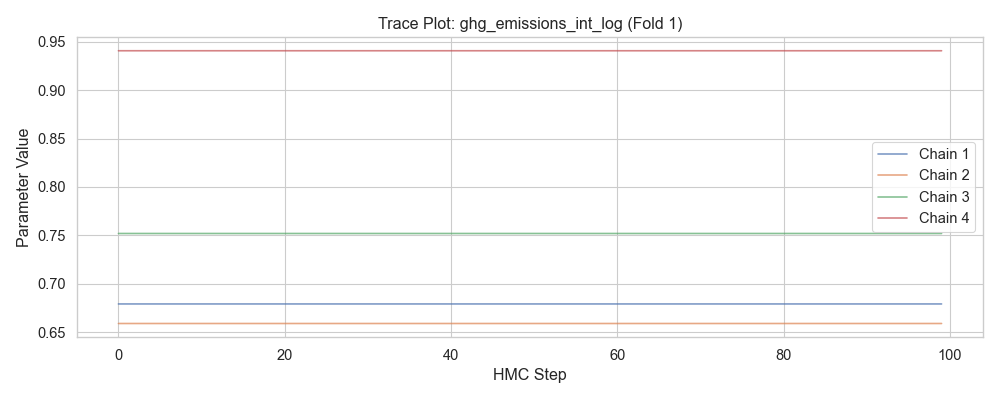 Trace Plot: ghg_emissions_int_log (Fold 1)
Parameter Value
0.95
0.90
0.85
0.80
0.75
0.70
0.65
Chain 1
Chain 2
Chain 3
Chain 4
0
20
40
60
80
100
HMC Step